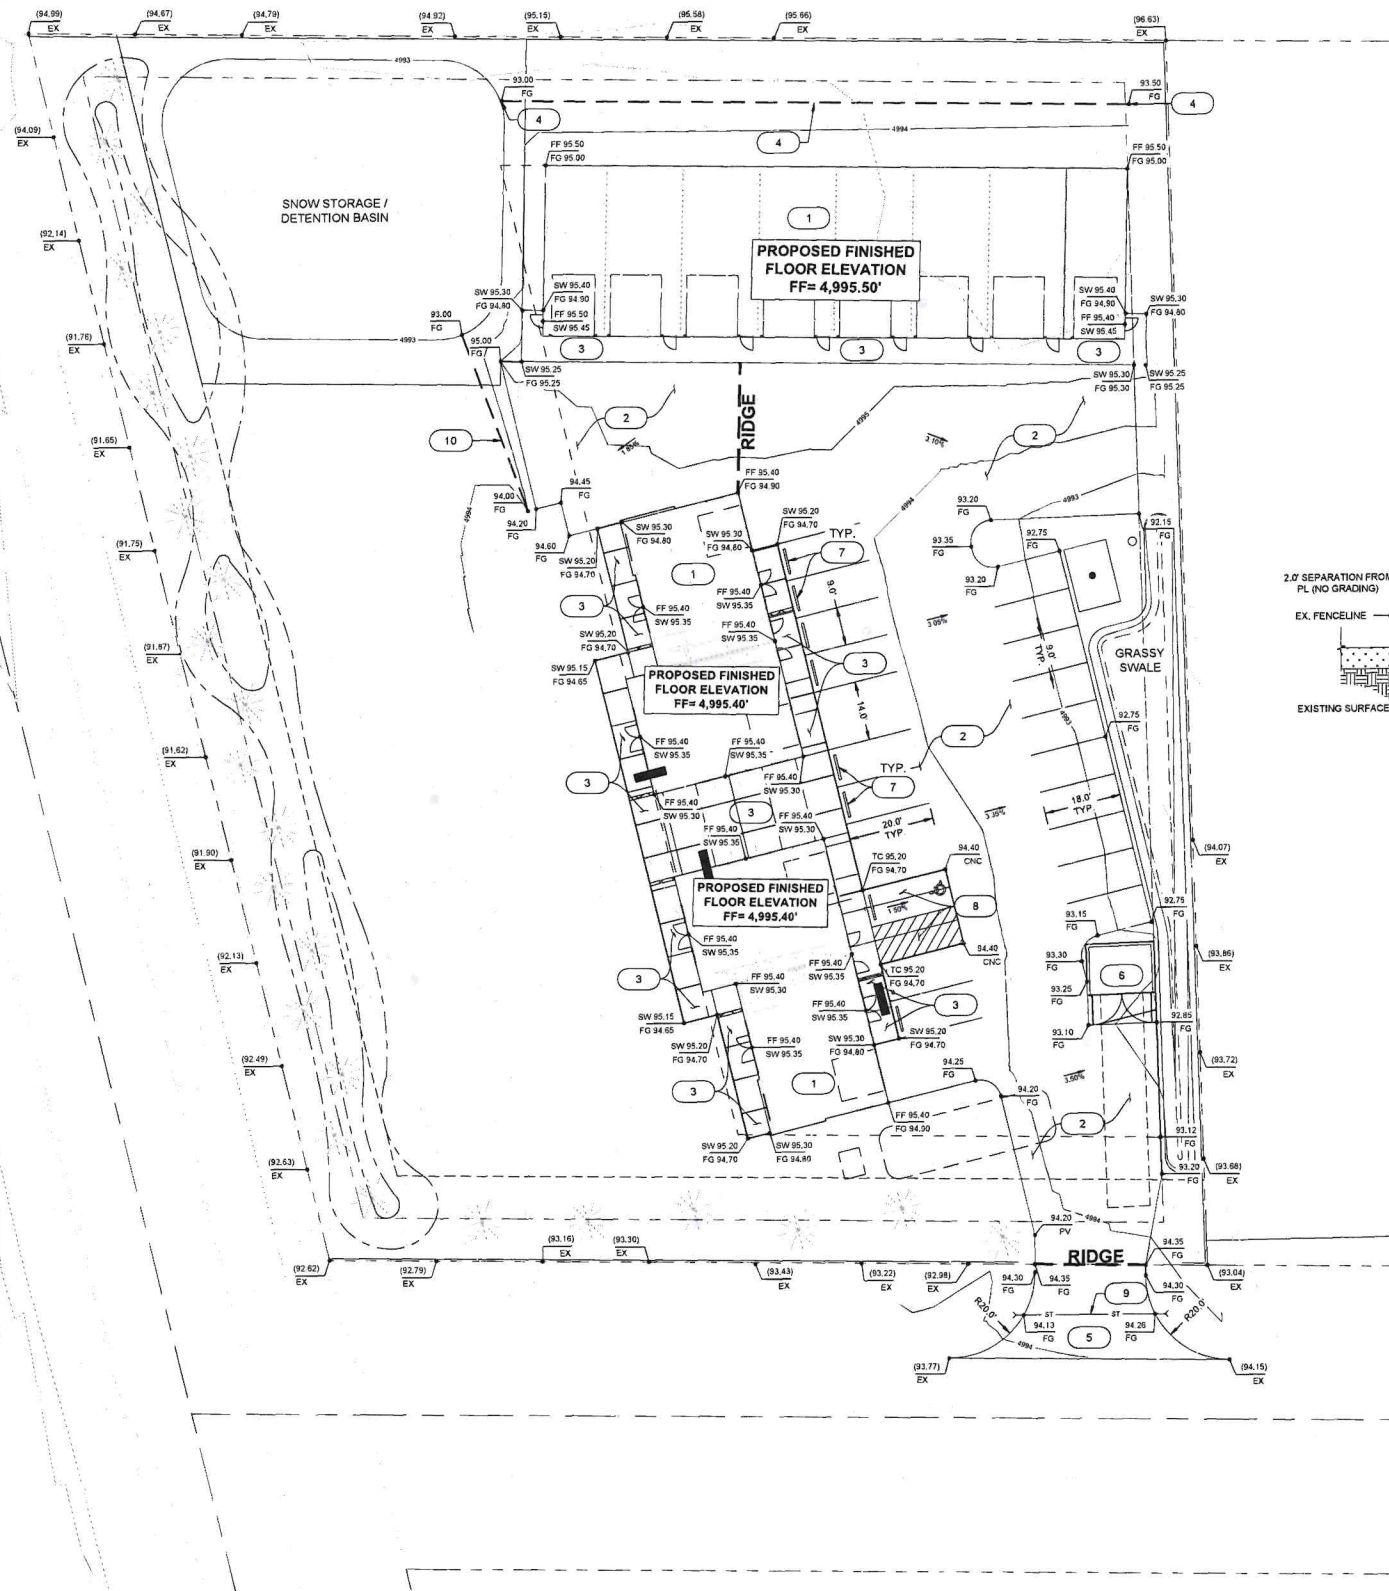 (94.99)
EX
(94.67)
EX
(94.79)
EX
(94.92)
EX
(95.15)
EX
(95.58)
EX
(95.66)
EX
(96.63)
EX
4993
93.00
FG
4
4
93.50
FG
4
4994
(94.09)
EX
FF 95.50
FG 95.00
FF 95.50
FG 95.00
SNOW STORAGE /
DETENTION BASIN
1
PROPOSED FINISHED
FLOOR ELEVATION
FF= 4,995.50'
(92.14)
EX
SW 95.30
FG 94.80
SW 95.40
FG 94.90
FF 95.50
SW 95.45
SW 95.40
FG 94.90
FF 95.40
SW 95.45
SW 95.30
FG 94.80
93.00
FG
4993
95.00
FG
3
3
3
(91.76)
EX
SW 95.25
FG 95.25
SW 95.30
FG 95.30
SW 95.25
FG 95.25
RIDGE
2
1.85%
4995
3.10%
2
10
(91.65)
EX
FF 95.40
FG 94.90
94.00
FG
94.45
FG
94.20
FG
4994
4994
4993
93.20
FG
SW 95.30
FG 94.80
SW 95.30
FG 94.80
SW 95.20
FG 94.70
TYP.
7
93.35
FG
92.75
FG
92.15
FG
94.60
FG
SW 95.20
FG 94.70
93.20
FG
(91.75)
EX
1
9.0'
2.0' SEPARATION FROM
PL (NO GRADING)
EX. FENCELINE
EXISTING SURFACE
3
FF 95.40
SW 95.35
FF 95.40
SW 95.35
3.05%
(91.87)
EX
SW 95.20
FG 94.70
SW 95.15
FG 94.65
3
9.0'
TYP.
GRASSY
SWALE
PROPOSED FINISHED
FLOOR ELEVATION
FF= 4,995.40'
14.0'
4993
92.75
FG
(91.62)
EX
FF 95.40
SW 95.35
FF 95.40
SW 95.35
2
TYP.
7
3
FF 95.40
SW 95.30
FF 95.40
SW 95.30
3
FF 95.40
SW 95.35
FF 95.40
SW 95.30
20.0'
TYP.
3.35%
18.0'
TYP.
(91.90)
EX
(94.07)
EX
TC 95.20
FG 94.70
94.40
CNC
PROPOSED FINISHED
FLOOR ELEVATION
FF= 4,995.40'
1.50%
8
92.75
FG
93.15
FG
FF 95.40
SW 95.35
94.40
CNC
93.30
FG
(93.86)
EX
(92.13)
EX
FF 95.40
SW 95.35
TC 95.20
FG 94.70
6
3
FF 95.40
SW 95.30
93.25
FG
3
FF 95.40
SW 95.35
SW 95.15
FG 94.65
92.85
FG
93.10
FG
SW 95.20
FG 94.70
FF 95.40
SW 95.35
SW 95.30
FG 94.80
SW 95.20
FG 94.70
(92.49)
EX
(93.72)
EX
94.25
FG
3.50%
3
1
94.20
FG
FF 95.40
FG 94.90
2
93.12
FG
SW 95.20
FG 94.70
SW 95.30
FG 94.80
(92.63)
EX
93.20
FG
(93.68)
EX
94.20
PV
4994
(92.62)
EX
(92.79)
EX
(93.16)
EX
(93.30)
EX
(93.43)
EX
(93.22)
EX
(92.98)
EX
RIDGE
94.35
FG
(93.04)
EX
94.30
FG
94.35
FG
94.30
FG
9
R20.0'
ST
ST
R20.0'
94.13
FG
5
94.26
FG
4994
(93.77)
EX
(94.15)
EX